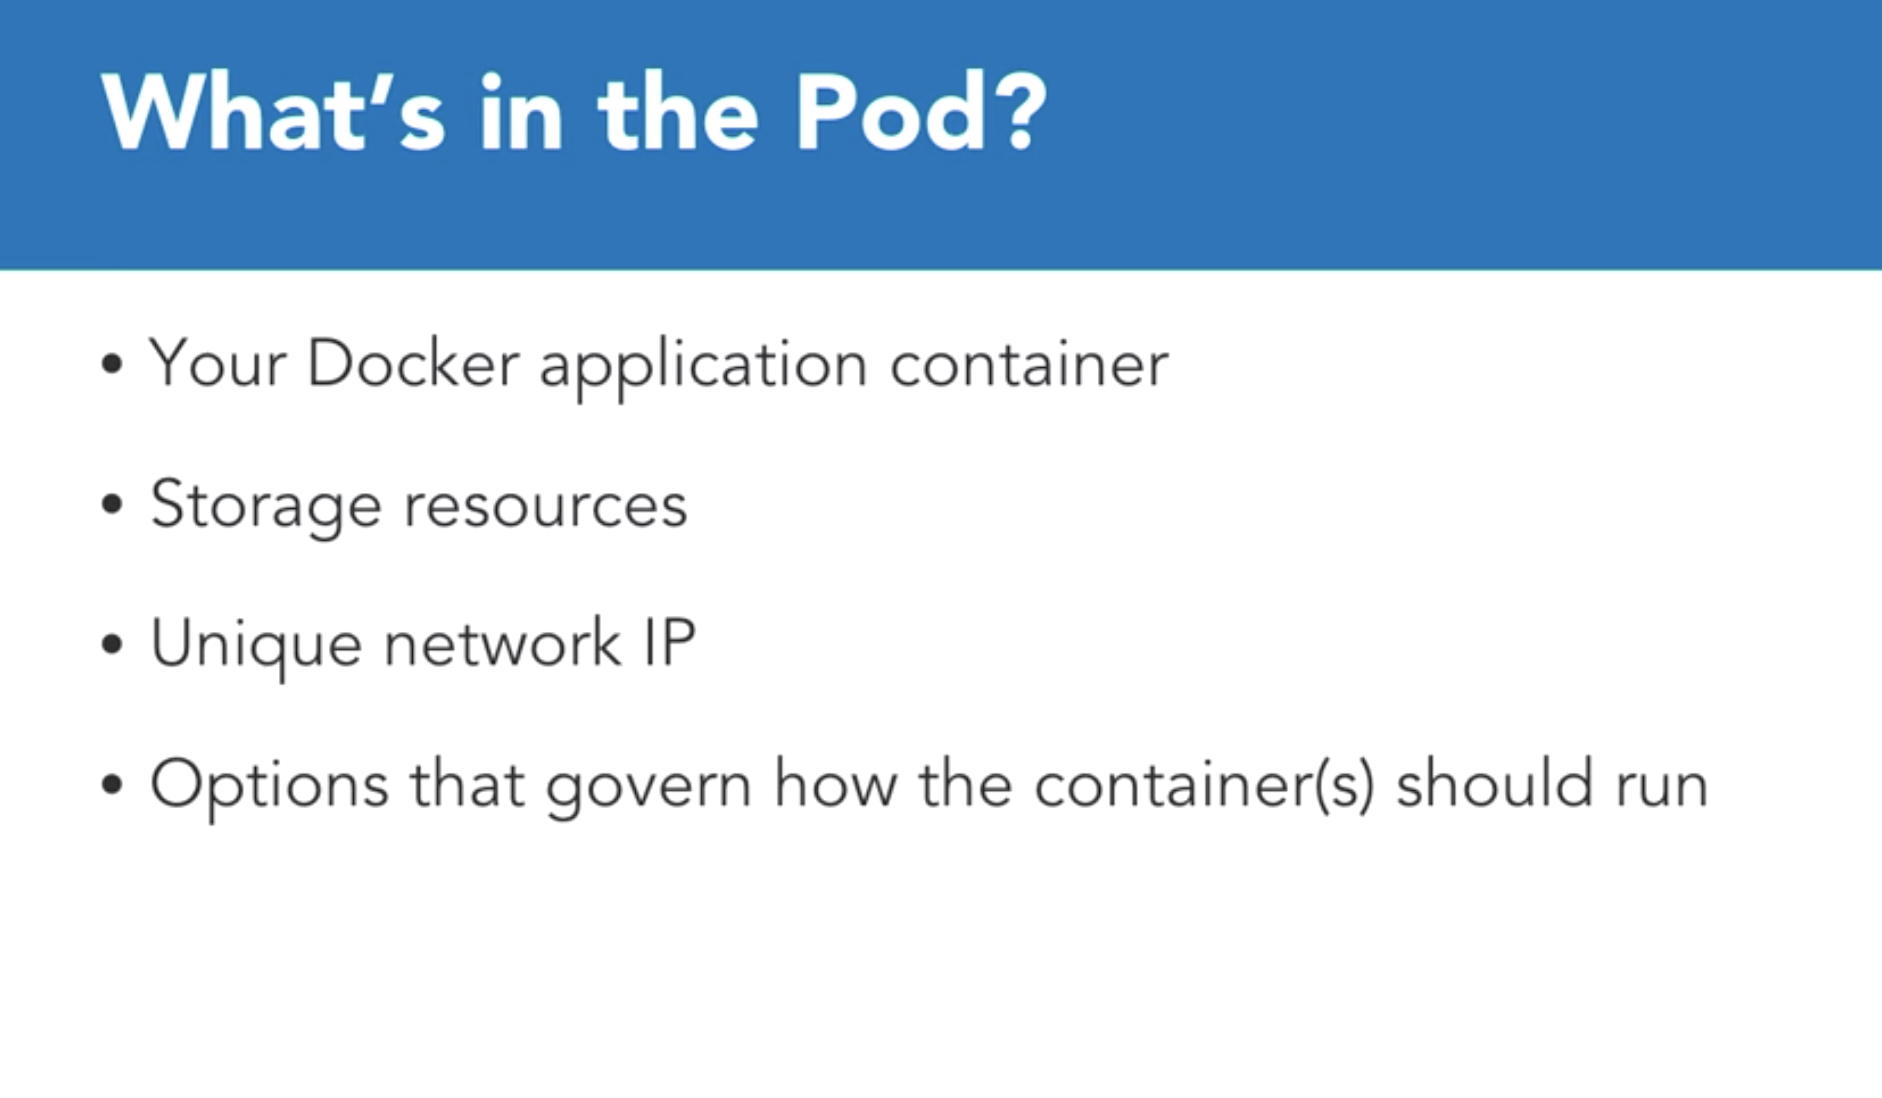 What’s in the Pod?
• Your Docker application container
• Storage resources
• Unique network IP
• Options that govern how the container(s) should run